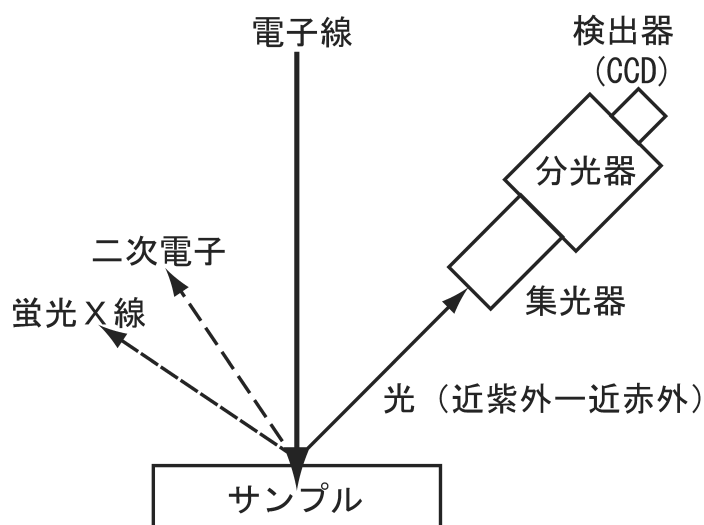 電子線
検出器
(CCD)
分光器
二次電子
集光器
蛍光X線
光（近紫外ー近赤外）
サンプル